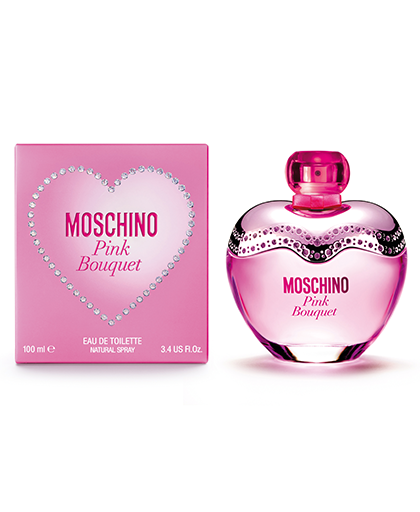 MOSCHINO
Pink
Bouquet
EAU DE TOILETTE
100 ml e NATURAL SPRAY 3.4 US Fl.Oz.
MOSCHINO
Pink
Bouquet